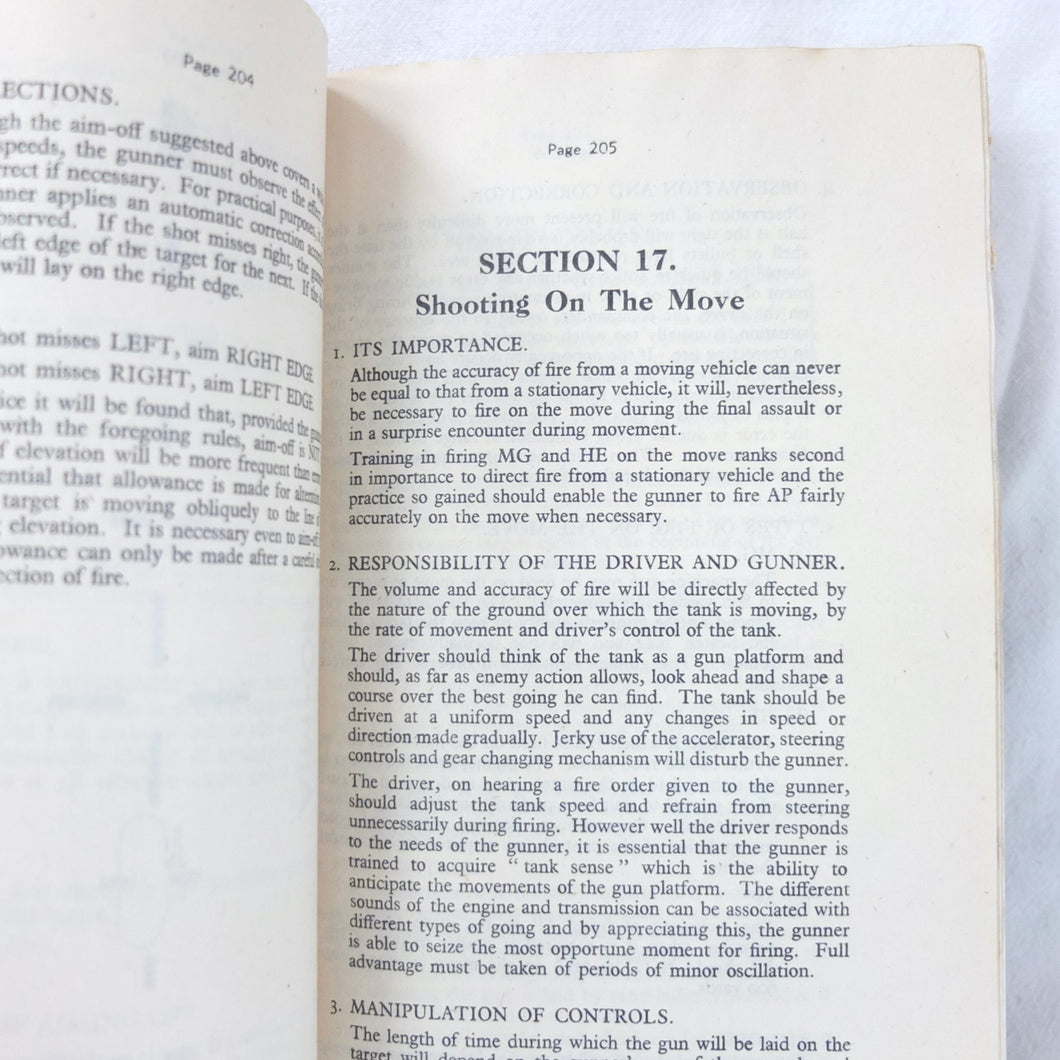 Page 204
ECTIONS.
gh the aim-off suggested above
speeds, the gunner must observe the
rrect if necessary. For practical purposes,
nner applies an automatic correction
bserved. If the shot misses right, the
left edge of the target for the next. If the
will lay on the right edge.
hot misses LEFT, aim RIGHT EDGE
hot misses RIGHT, aim LEFT EDGE
ice it will be found that, provided the
with the foregoing rules, aim-off is NOT
f elevation will be more frequent than
ential that allowance is made for
target is moving obliquely to the line of
g elevation. It is necessary even to aim-off
owance can only be made after a careful
ection of fire.
Page 205
SECTION 17.
Shooting On The Move
1. ITS IMPORTANCE.
Although the accuracy of fire from a moving vehicle can never
be equal to that from a stationary vehicle, it will, nevertheless,
be necessary to fire on the move during the final assault or
in a surprise encounter during movement.
Training in firing MG and HE on the move ranks second
in importance to direct fire from a stationary vehicle and the
practice so gained should enable the gunner to fire AP fairly
accurately on the move when necessary.
2. RESPONSIBILITY OF THE DRIVER AND GUNNER.
The volume and accuracy of fire will be directly affected by
the nature of the ground over which the tank is moving, by
the rate of movement and driver's control of the tank.
The driver should think of the tank as a gun platform and
should, as far as enemy action allows, look ahead and shape a
course over the best going he can find. The tank should be
driven at a uniform speed and any changes in speed or
direction made gradually. Jerky use of the accelerator, steering
controls and gear changing mechanism will disturb the gunner.
The driver, on hearing a fire order given to the gunner,
should adjust the tank speed and refrain from steering
unnecessarily during firing. However well the driver responds
to the needs of the gunner, it is essential that the gunner is
trained to acquire "tank sense" which is the ability to
anticipate the movements of the gun platform. The different
sounds of the engine and transmission can be associated with
different types of going and by appreciating this, the gunner
is able to seize the most opportune moment for firing. Full
advantage must be taken of periods of minor oscillation.
3. MANIPULATION OF CONTROLS.
The length of time during which the gun will be laid on the
target will depend on the